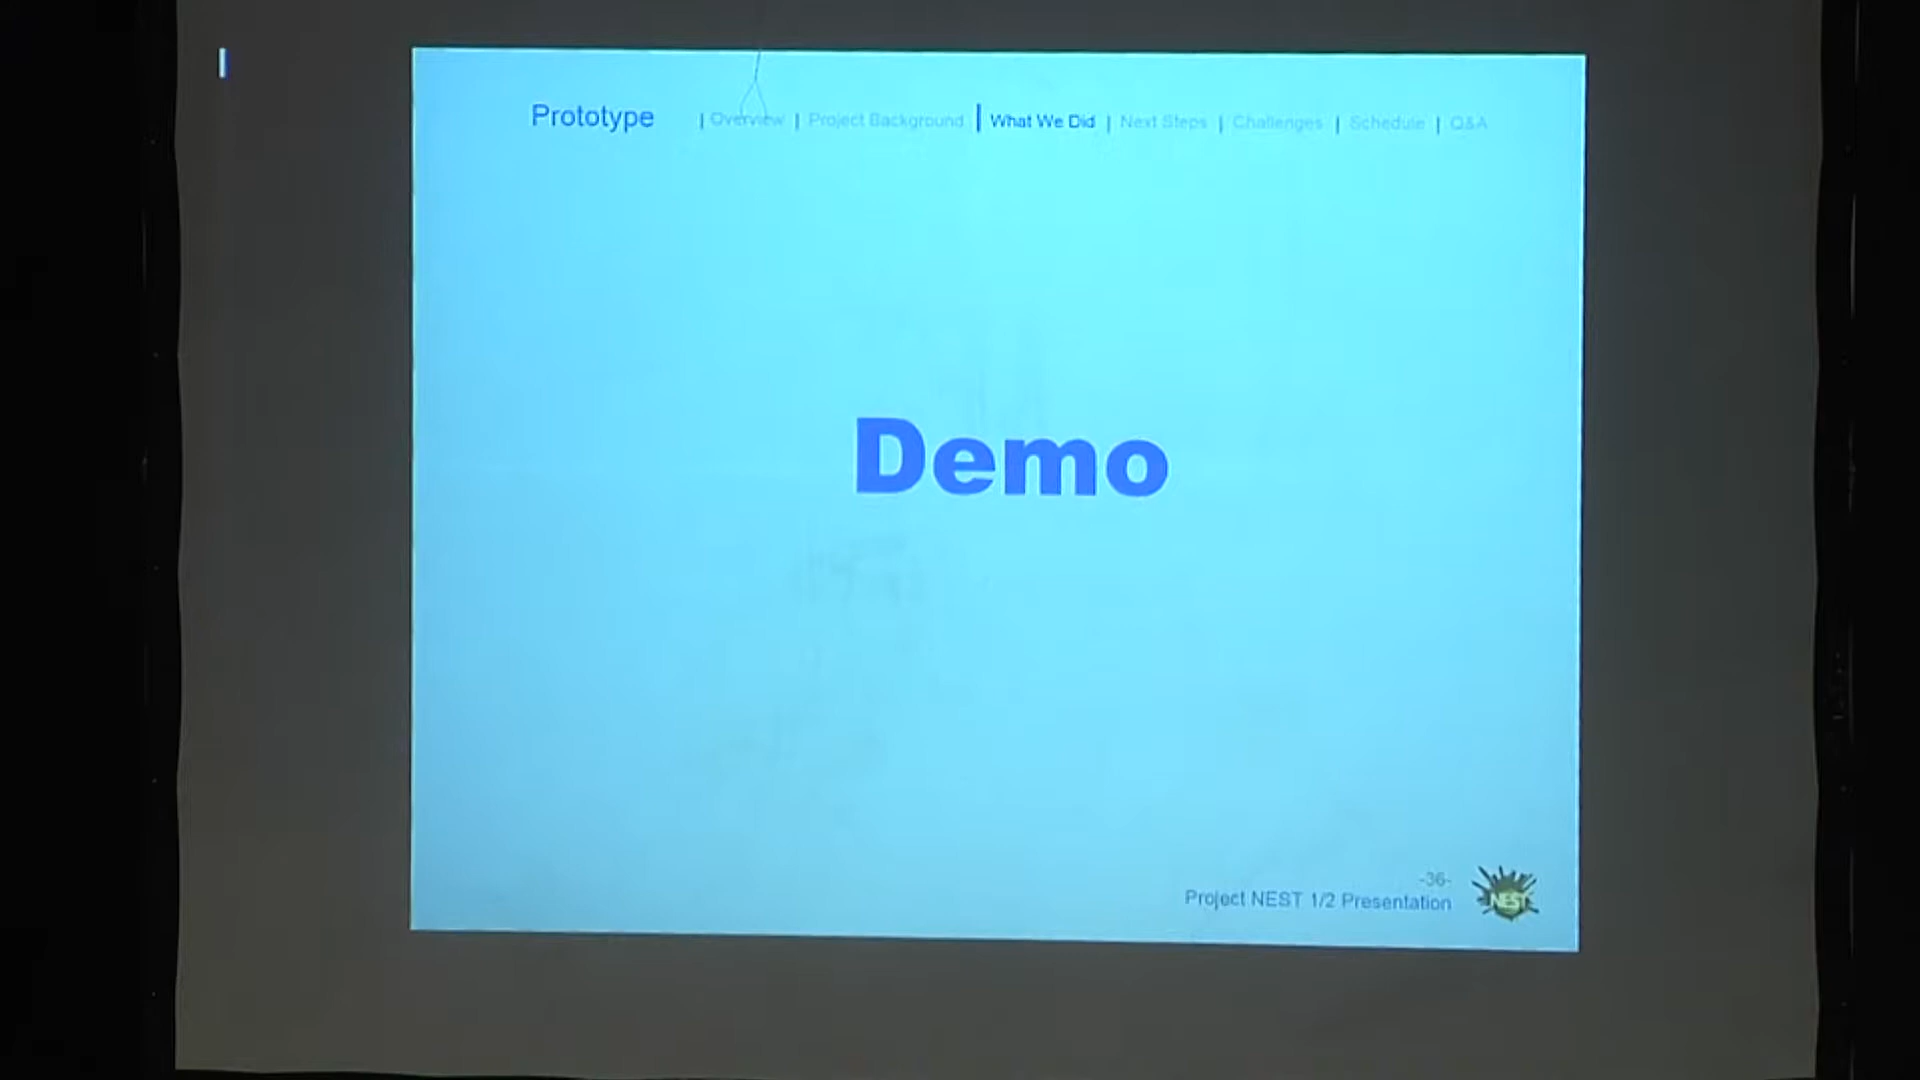 Prototype | Overview | Project Background | What We Did | Next Steps | Challenges | Schedule | Q&A
Demo
-36-
Project NEST 1/2 Presentation
NEST